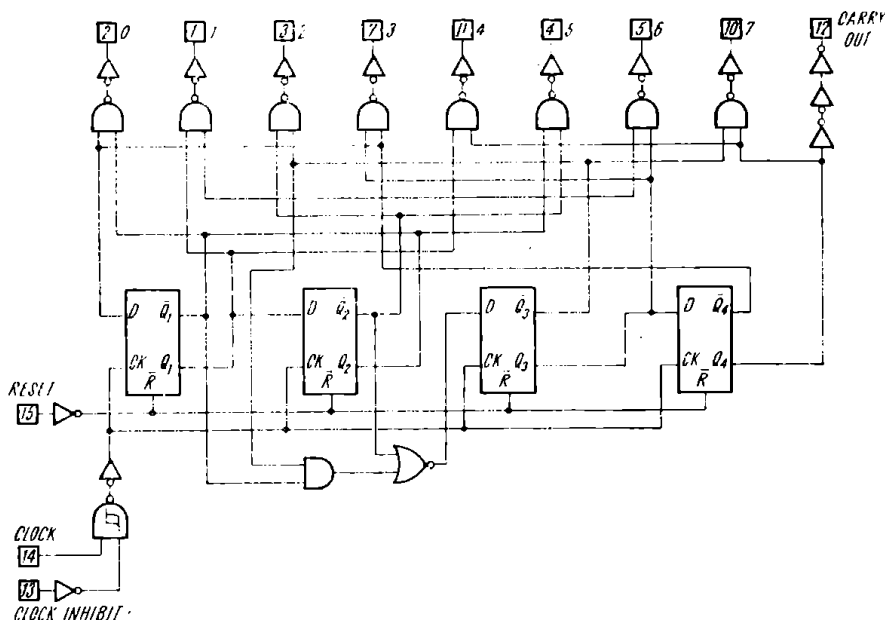 2 0 1 1 3 2 7 3 11 4 4 5 5 6 10 7 12 CARRY OUT
D Q̄1 D Q̄2 D Q̄3 D Q̄4
CK Q1 CK Q2 CK Q3 CK Q4
R̄ R̄ R̄ R̄
RESET
15
CLOCK
14
13
CLOCK INHIBIT